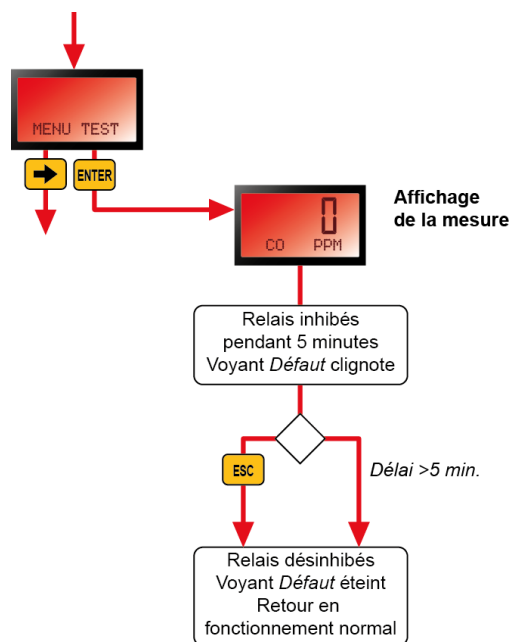 MENU TEST
ENTER
0
CO PPM
Affichage
de la mesure
Relais inhibés
pendant 5 minutes
Voyant Défaut clignote
ESC
Délai >5 min.
Relais désinhibés
Voyant Défaut éteint
Retour en
fonctionnement normal